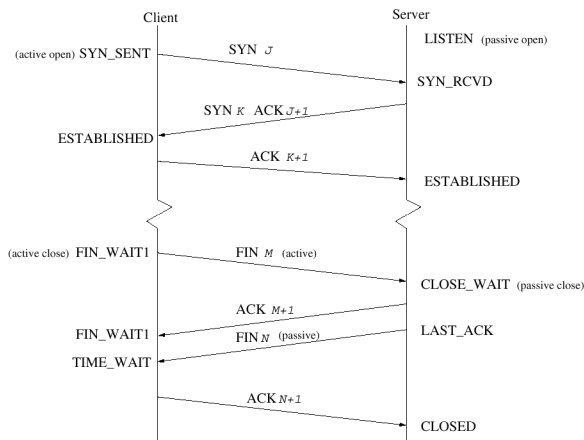 Client
Server
LISTEN (passive open)
(active open) SYN_SENT
SYN J
SYN_RCVD
SYN K ACK J+1
ESTABLISHED
ACK K+1
ESTABLISHED
(active close) FIN_WAIT1
FIN M (active)
CLOSE_WAIT (passive close)
ACK M+1
FIN_WAIT1
FIN N (passive)
LAST_ACK
TIME_WAIT
ACK N+1
CLOSED